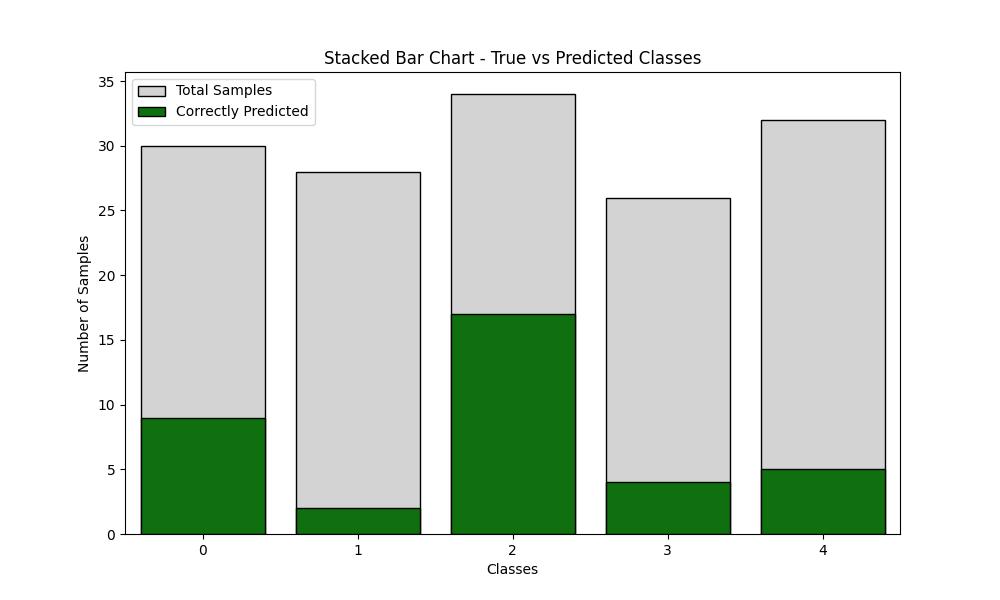 Stacked Bar Chart - True vs Predicted Classes
Total Samples
Correctly Predicted
Number of Samples
35
30
25
20
15
10
5
0
0 1 2 3 4
Classes